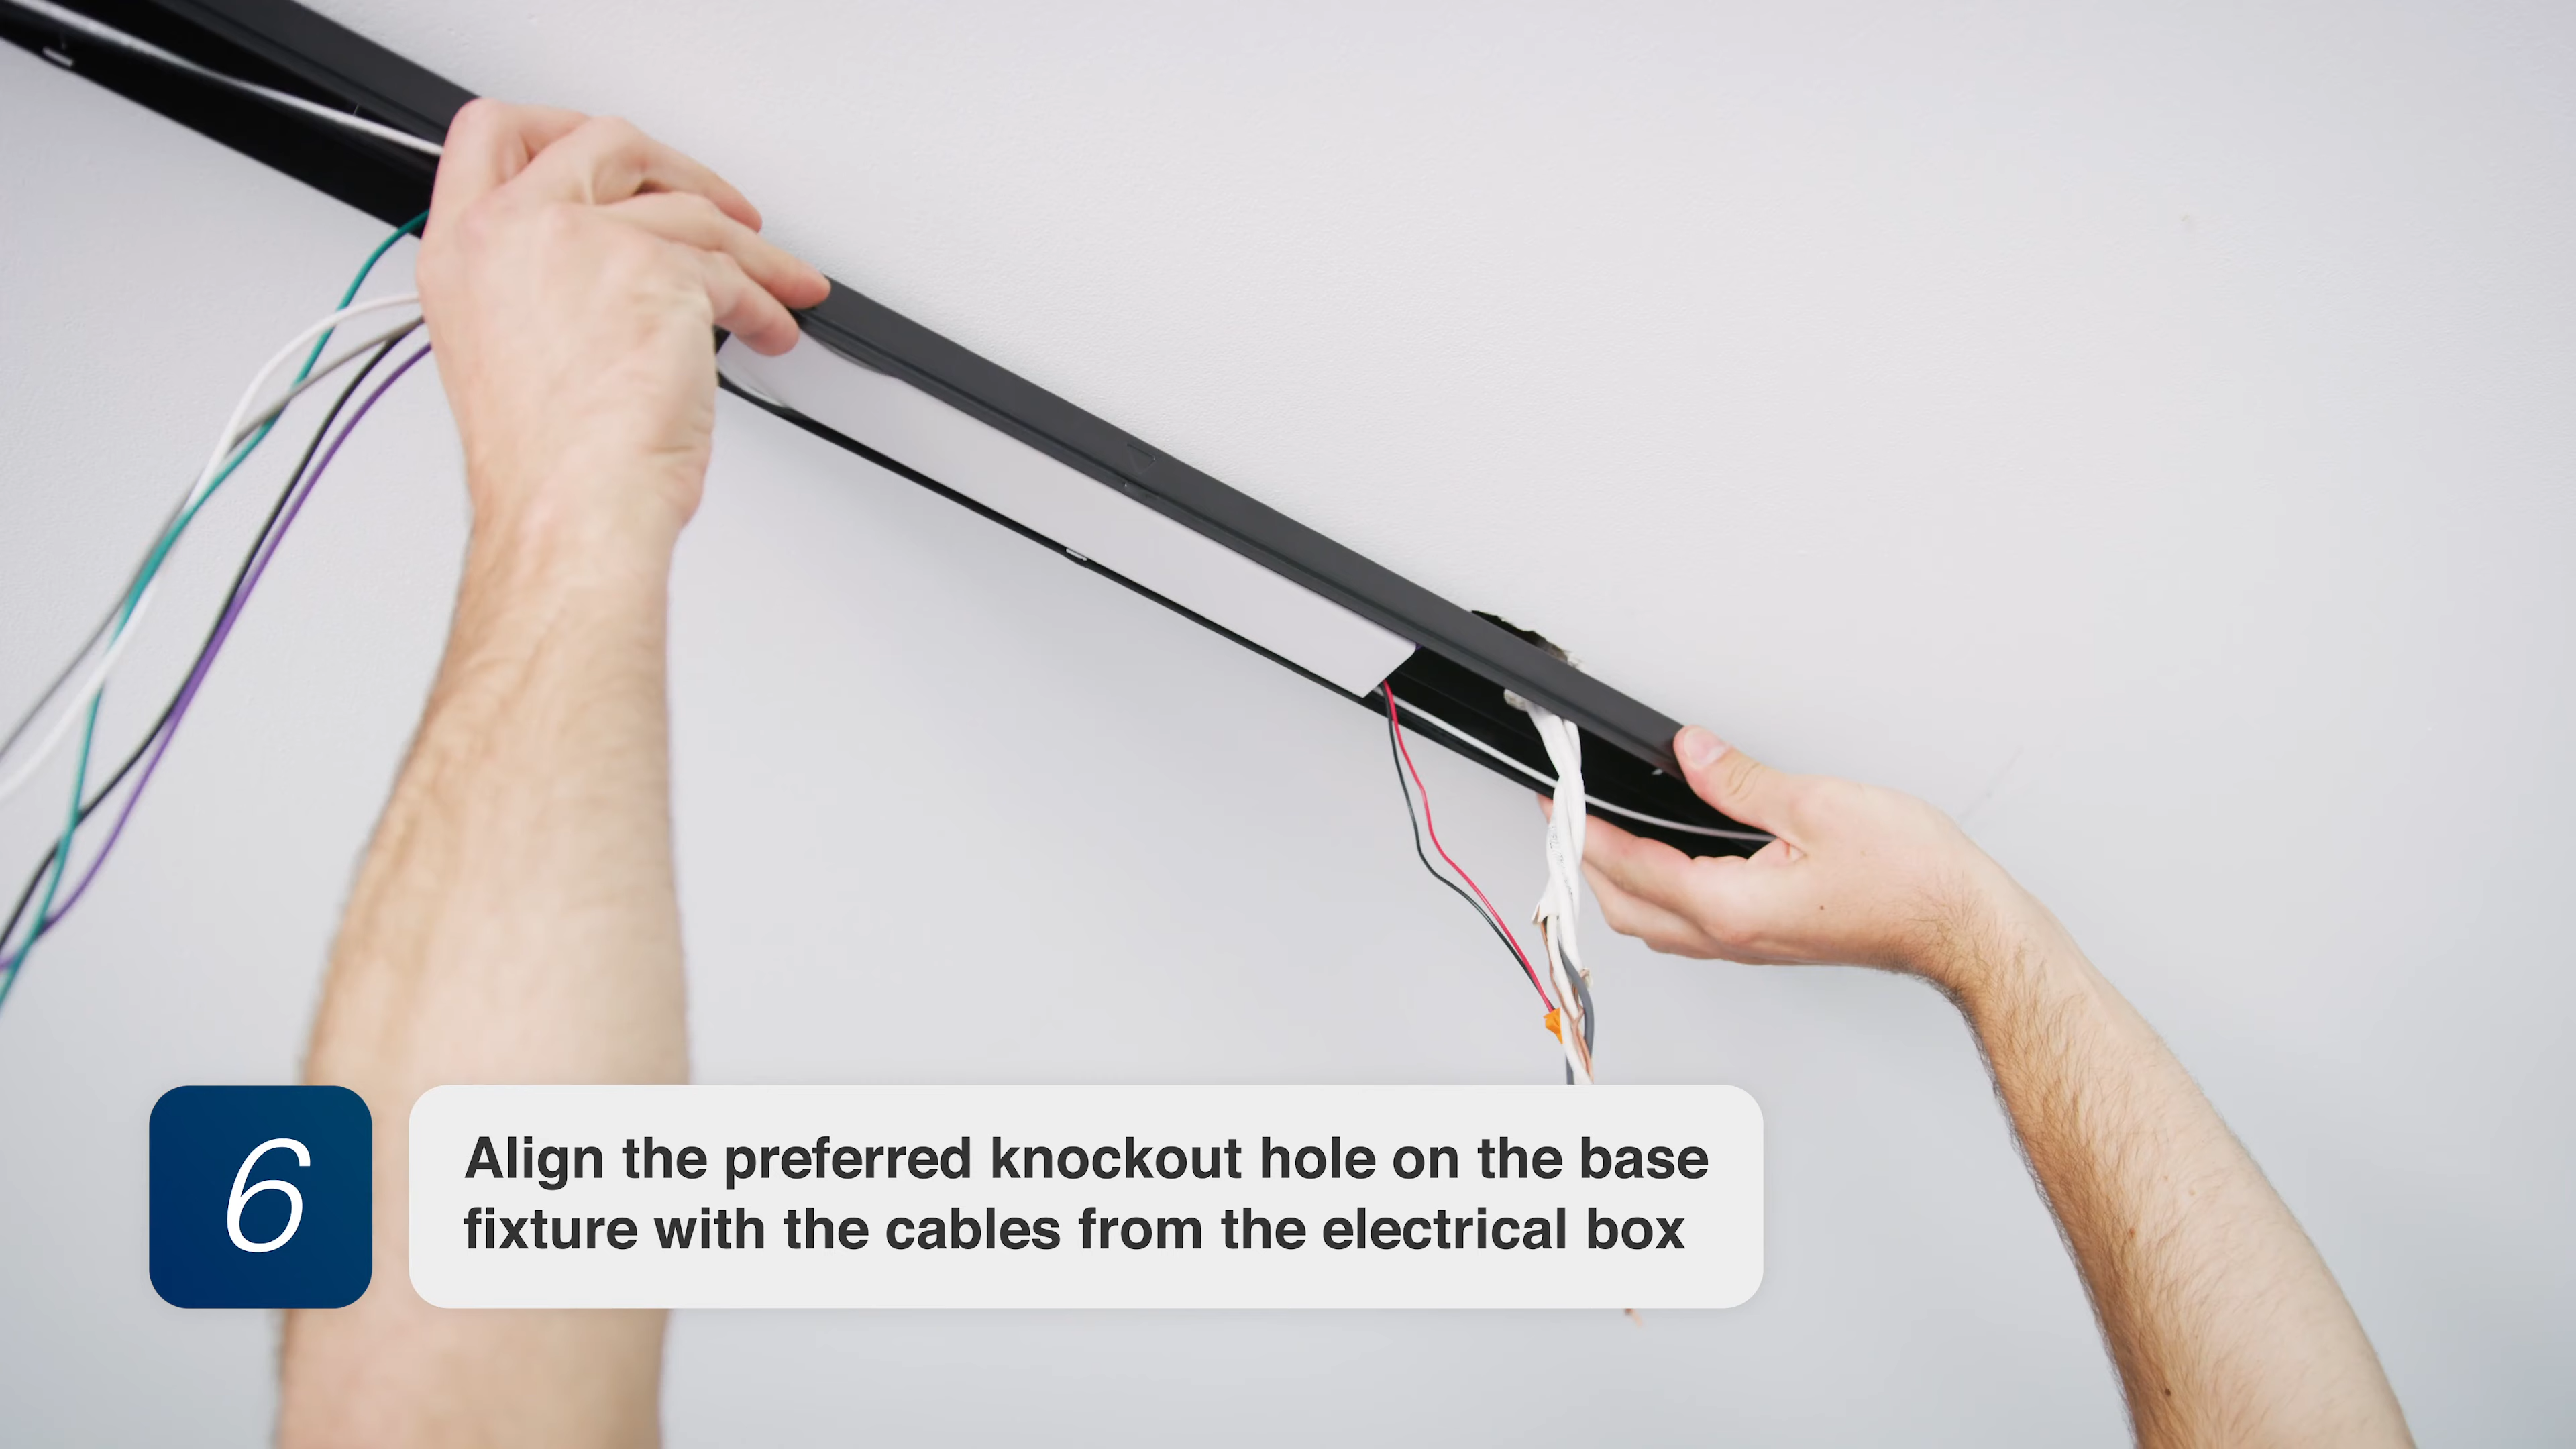 6
Align the preferred knockout hole on the base
fixture with the cables from the electrical box